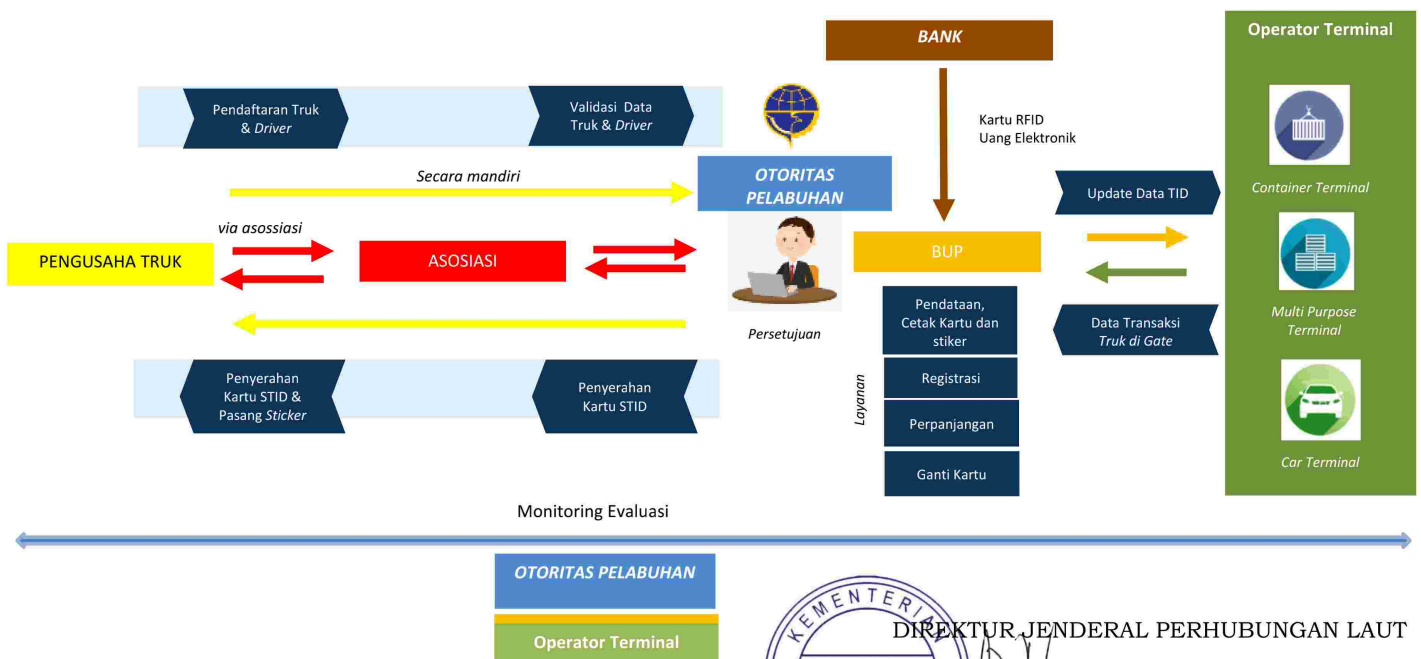 BANK
Operator Terminal
Pendaftaran Truk
& Driver
Validasi Data
Truk & Driver
Kartu RFID
Uang Elektronik
Secara mandiri
OTORITAS
PELABUHAN
Update Data TID
Container Terminal
via asossiasi
PENGUSAHA TRUK
ASOSIASI
BUP
Persetujuan
Pendataan,
Cetak Kartu dan
stiker
Data Transaksi
Truk di Gate
Multi Purpose
Terminal
Penyerahan
Kartu STID &
Pasang Sticker
Penyerahan
Kartu STID
Layanan
Registrasi
Perpanjangan
Ganti Kartu
Car Terminal
Monitoring Evaluasi
OTORITAS PELABUHAN
Operator Terminal
KEMENTERIAN
DIREKTUR JENDERAL PERHUBUNGAN LAUT